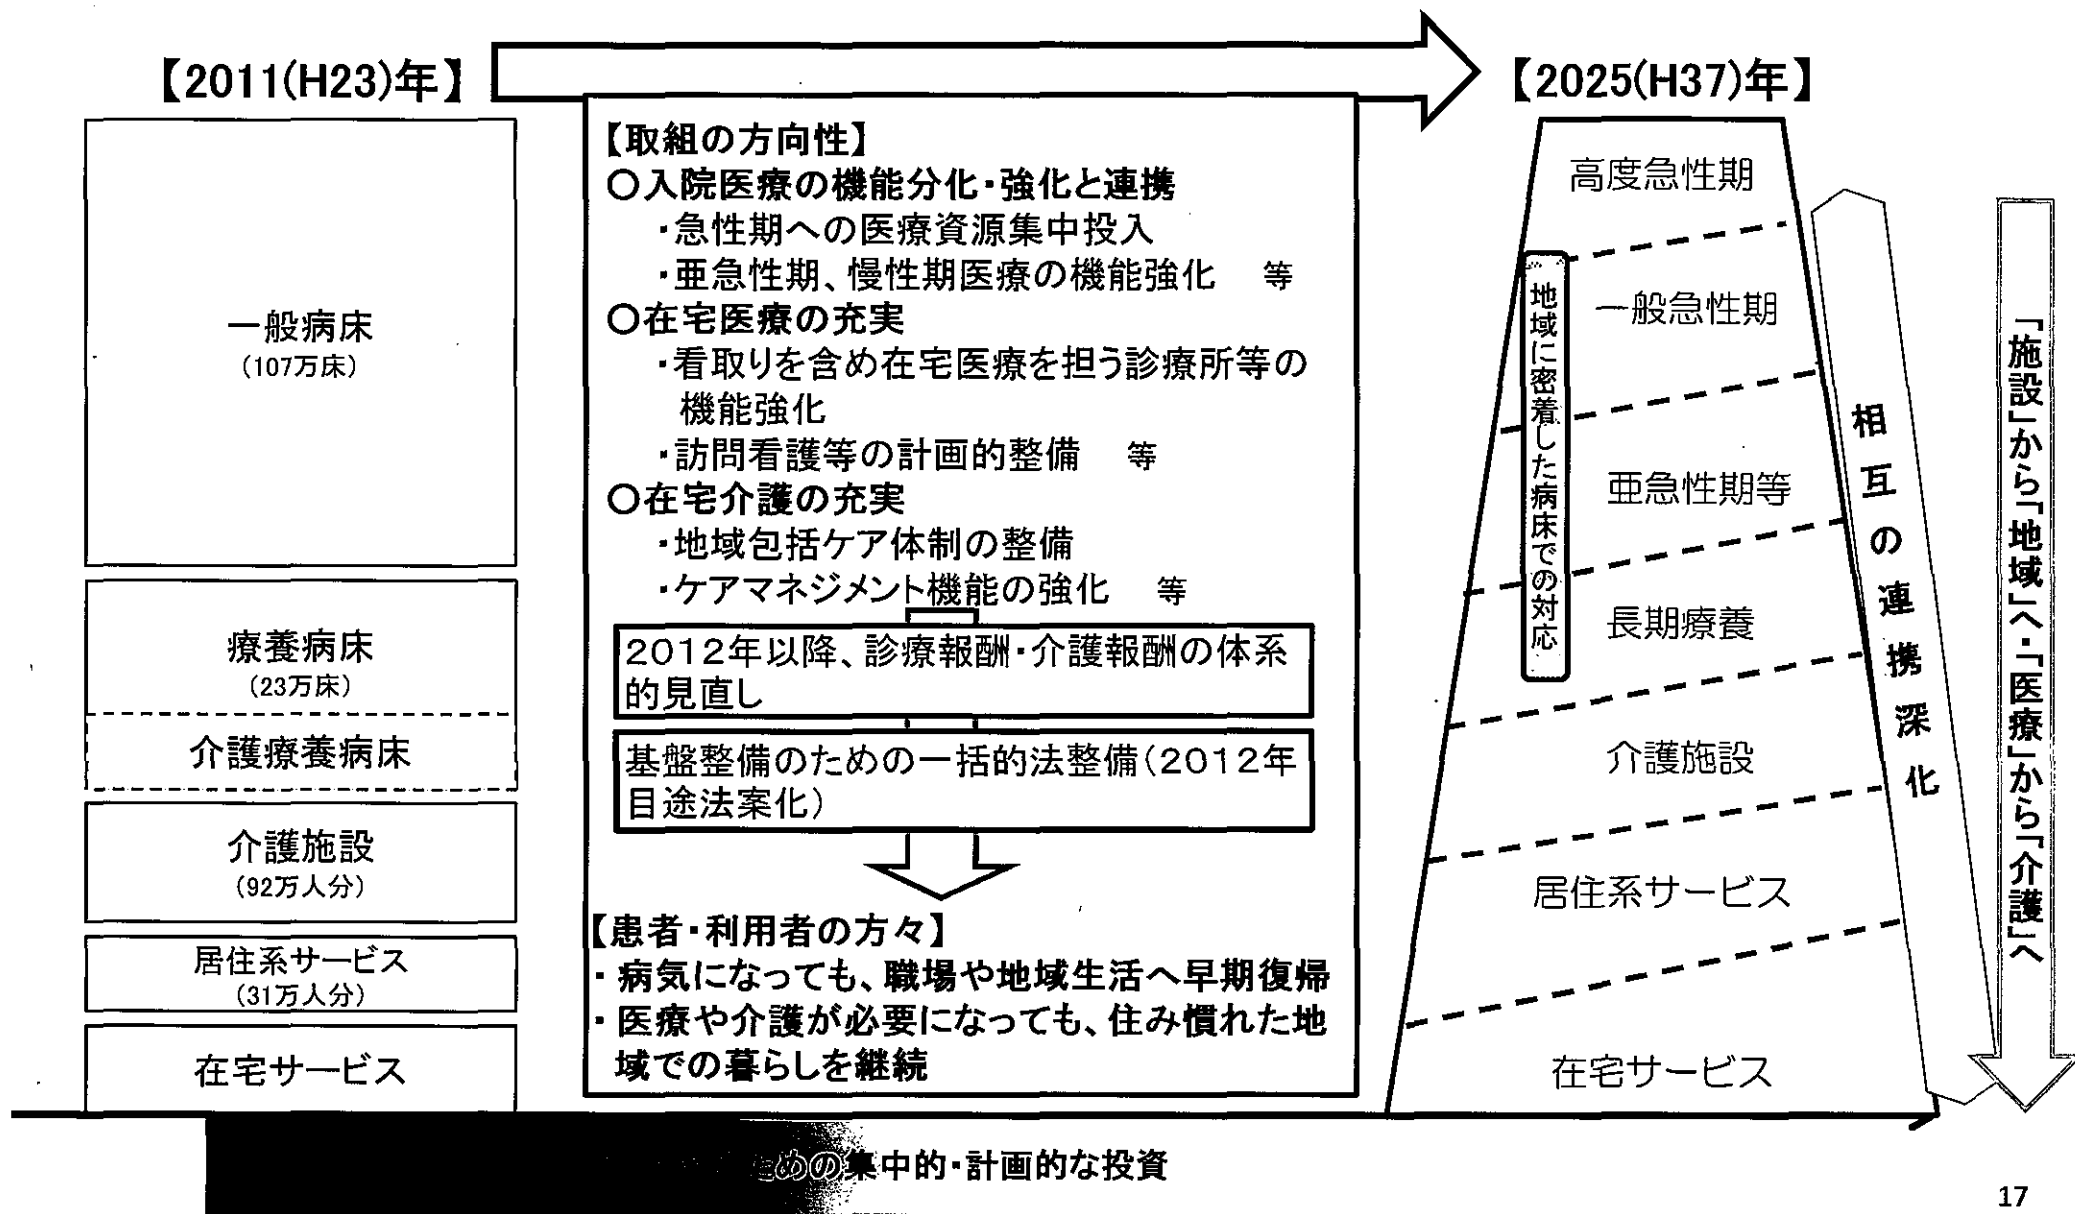 【2011(H23)年】
【2025(H37)年】
一般病床
(107万床)
療養病床
(23万床)
介護療養病床
介護施設
(92万人分)
居住系サービス
(31万人分)
在宅サービス
【取組の方向性】
○入院医療の機能分化・強化と連携
・急性期への医療資源集中投入
・亜急性期、慢性期医療の機能強化 等
○在宅医療の充実
・看取りを含め在宅医療を担う診療所等の
機能強化
・訪問看護等の計画的整備 等
○在宅介護の充実
・地域包括ケア体制の整備
・ケアマネジメント機能の強化 等
2012年以降、診療報酬・介護報酬の体系
的見直し
基盤整備のための一括的法整備(2012年
目途法案化)
【患者・利用者の方々】
・病気になっても、職場や地域生活へ早期復帰
・医療や介護が必要になっても、住み慣れた地
域での暮らしを継続
高度急性期
一般急性期
亜急性期等
長期療養
介護施設
居住系サービス
在宅サービス
地域に密着した病床での対応
相互の連携深化
「施設」から「地域」へ・「医療」から「介護」へ
めの集中的・計画的な投資
17